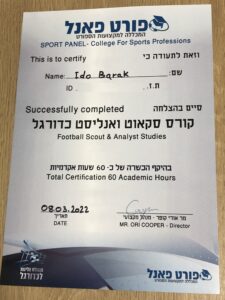 פורט פאנל
המכללה למקצועות הספורט
SPORT PANEL- College For Sports Professions
וזאת לתעודה כי
This is to certify
שם:
Name: Ido Barak
ת.ז.
ID
סיים בהצלחה
Successfully completed
קורס סקאוט ואנליסט כדורגל
Football Scout & Analyst Studies
בהיקף הכשרה של כ- 60 שעות אקדמיות
Total Certification 60 Academic Hours
08.03.2022
תאריך
DATE
מר אורי קופר - מנהל מקצועי
MR. ORI COOPER - Director
פורט פאנל